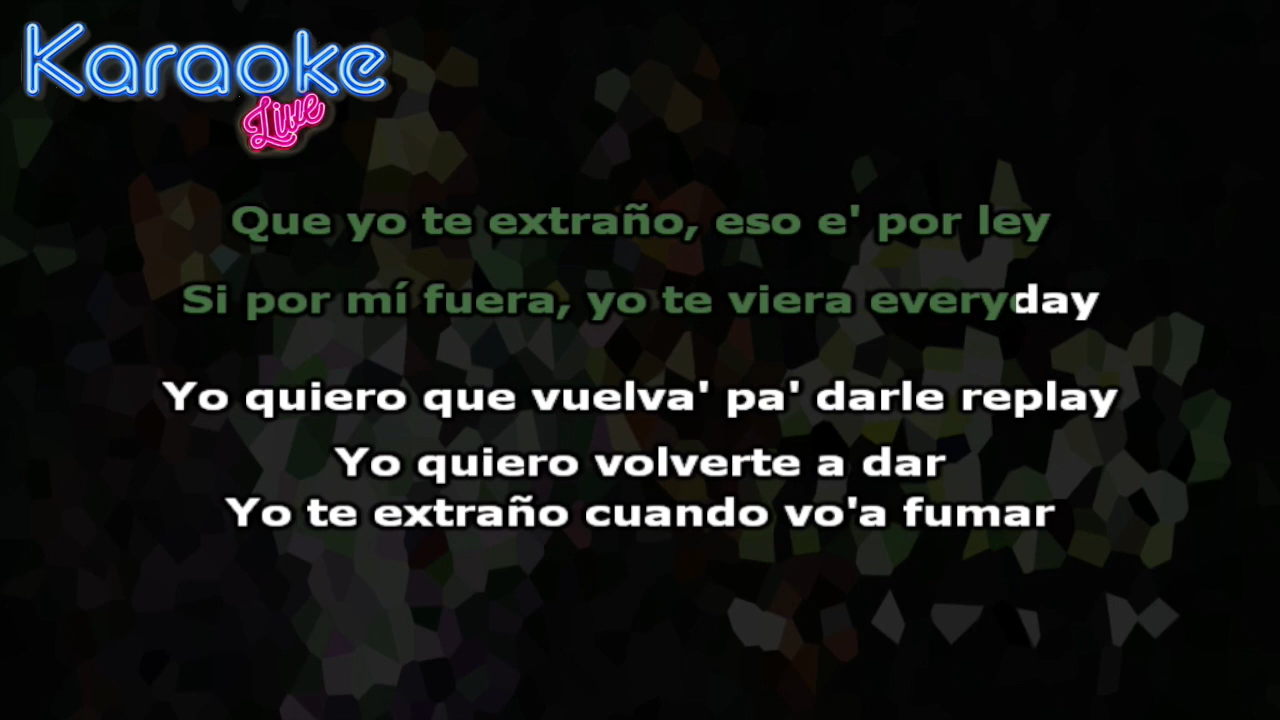 Karaoke
Live
Que yo te extraño, eso e' por ley
Si por mí fuera, yo te viera everyday
Yo quiero que vuelva' pa' darle replay
Yo quiero volverte a dar
Yo te extraño cuando vo'a fumar